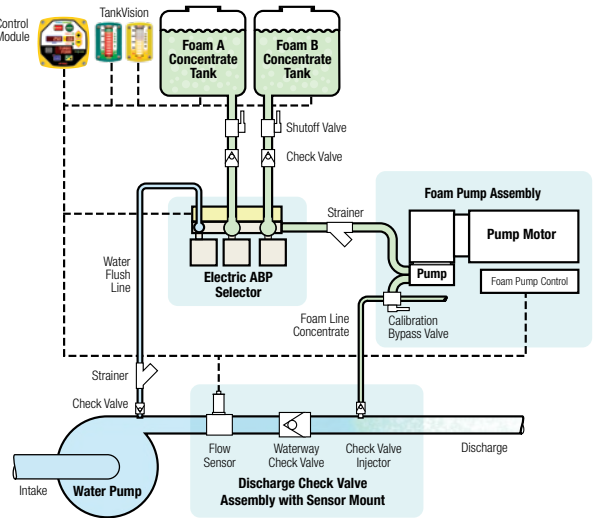 Control
Module
TankVision
Foam A
Concentrate
Tank
Foam B
Concentrate
Tank
Shutoff Valve
Check Valve
Foam Pump Assembly
Strainer
Pump Motor
Water
Flush
Line
Electric ABP
Selector
Pump
Foam Pump Control
Foam Line
Concentrate
Calibration
Bypass Valve
Strainer
Check Valve
Flow
Sensor
Waterway
Check Valve
Check Valve
Injector
Discharge
Intake
Water Pump
Discharge Check Valve
Assembly with Sensor Mount